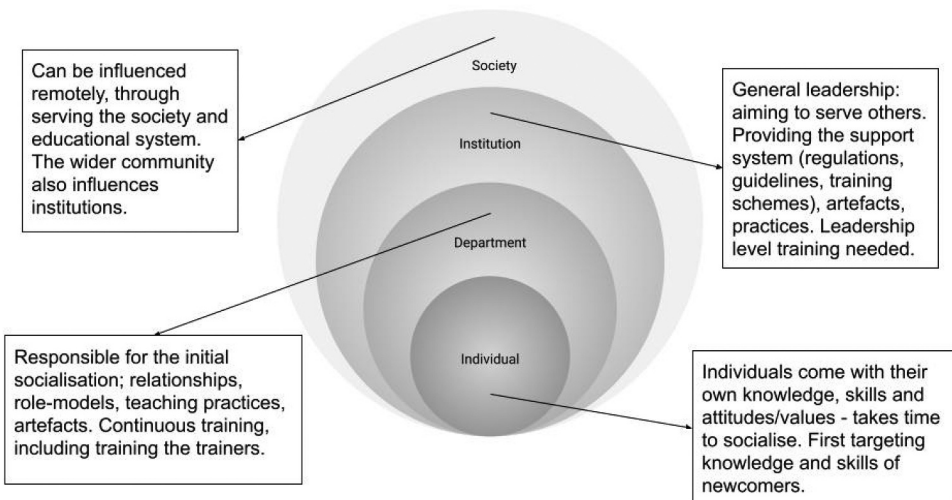 Society
Institution
Department
Individual
Can be influenced
remotely, through
serving the society and
educational system.
The wider community
also influences
institutions.
General leadership:
aiming to serve others.
Providing the support
system (regulations,
guidelines, training
schemes), artefacts,
practices. Leadership
level training needed.
Responsible for the initial
socialisation; relationships,
role-models, teaching practices,
artefacts. Continuous training,
including training the trainers.
Individuals come with their
own knowledge, skills and
attitudes/values - takes time
to socialise. First targeting
knowledge and skills of
newcomers.